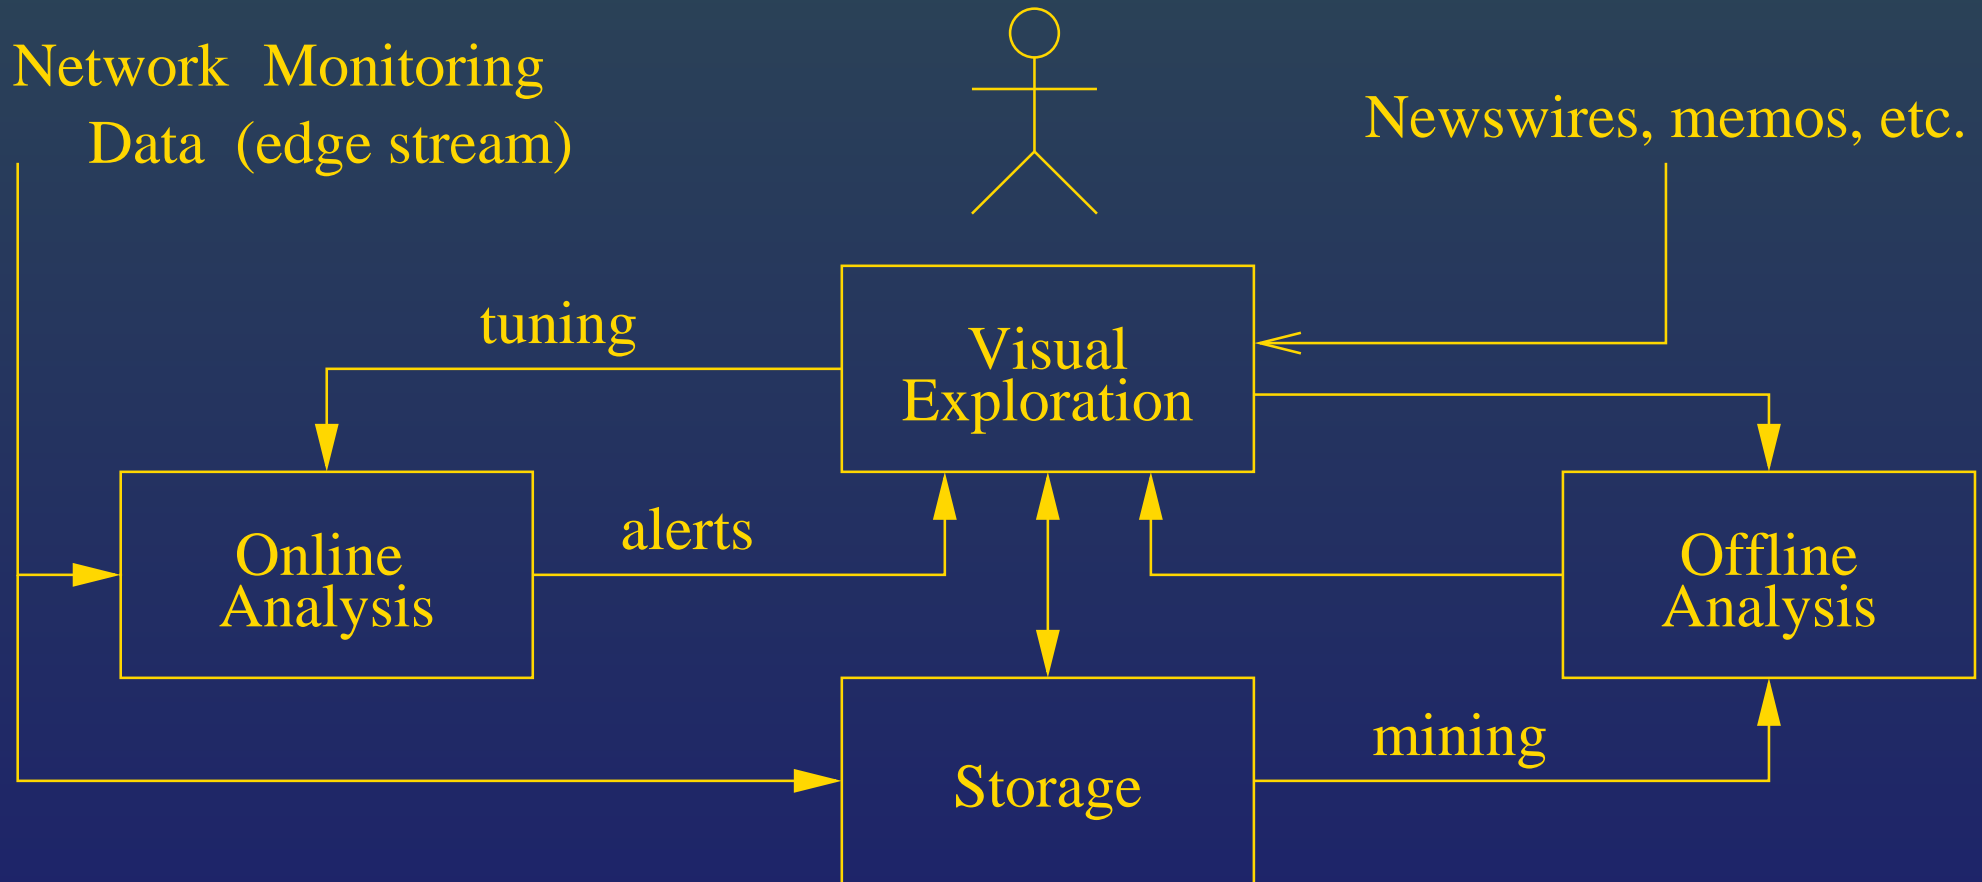 Network Monitoring
Data (edge stream)
Newswires, memos, etc.
tuning
Visual
Exploration
alerts
Online
Analysis
Offline
Analysis
mining
Storage